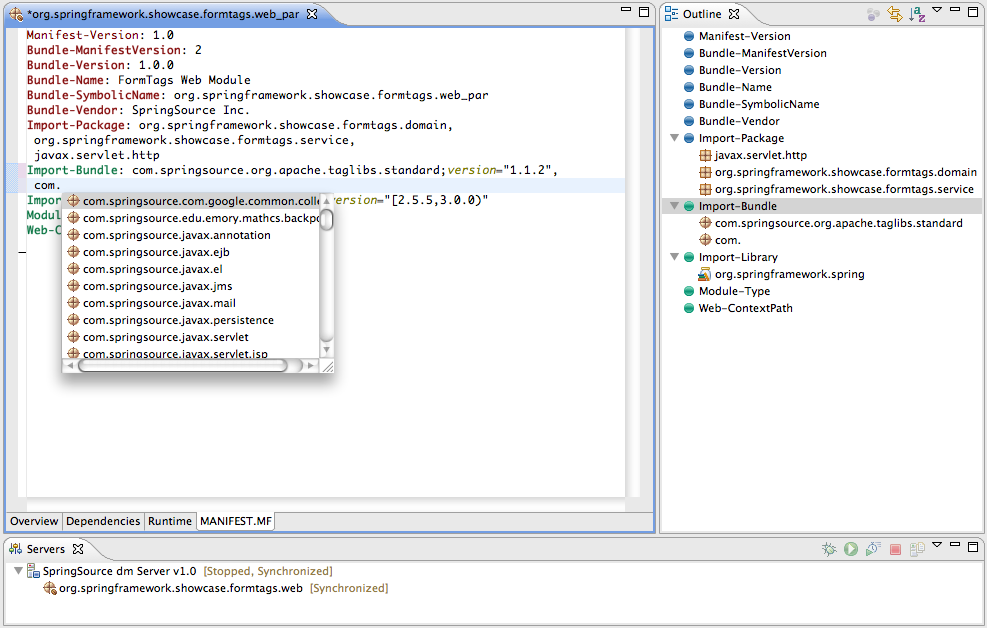 *org.springframework.showcase.formtags.web_par
Manifest-Version: 1.0
Bundle-ManifestVersion: 2
Bundle-Version: 1.0.0
Bundle-Name: FormTags Web Module
Bundle-SymbolicName: org.springframework.showcase.formtags.web_par
Bundle-Vendor: SpringSource Inc.
Import-Package: org.springframework.showcase.formtags.domain,
org.springframework.showcase.formtags.service,
javax.servlet.http
Import-Bundle: com.springsource.org.apache.taglibs.standard;version="1.1.2",
com.
Impor
version="[2.5.5,3.0.0)"
Modul
Web-C
com.springsource.com.google.common.colle
com.springsource.edu.emory.mathcs.backpo
com.springsource.javax.annotation
com.springsource.javax.ejb
com.springsource.javax.el
com.springsource.javax.jms
com.springsource.javax.mail
com.springsource.javax.persistence
com.springsource.javax.servlet
com.springsource.javax.servlet.jsp
Overview
Dependencies
Runtime
MANIFEST.MF
Outline
Manifest-Version
Bundle-ManifestVersion
Bundle-Version
Bundle-Name
Bundle-SymbolicName
Bundle-Vendor
Import-Package
javax.servlet.http
org.springframework.showcase.formtags.domain
org.springframework.showcase.formtags.service
Import-Bundle
com.springsource.org.apache.taglibs.standard
com.
Import-Library
org.springframework.spring
Module-Type
Web-ContextPath
Servers
SpringSource dm Server v1.0 [Stopped, Synchronized]
org.springframework.showcase.formtags.web [Synchronized]